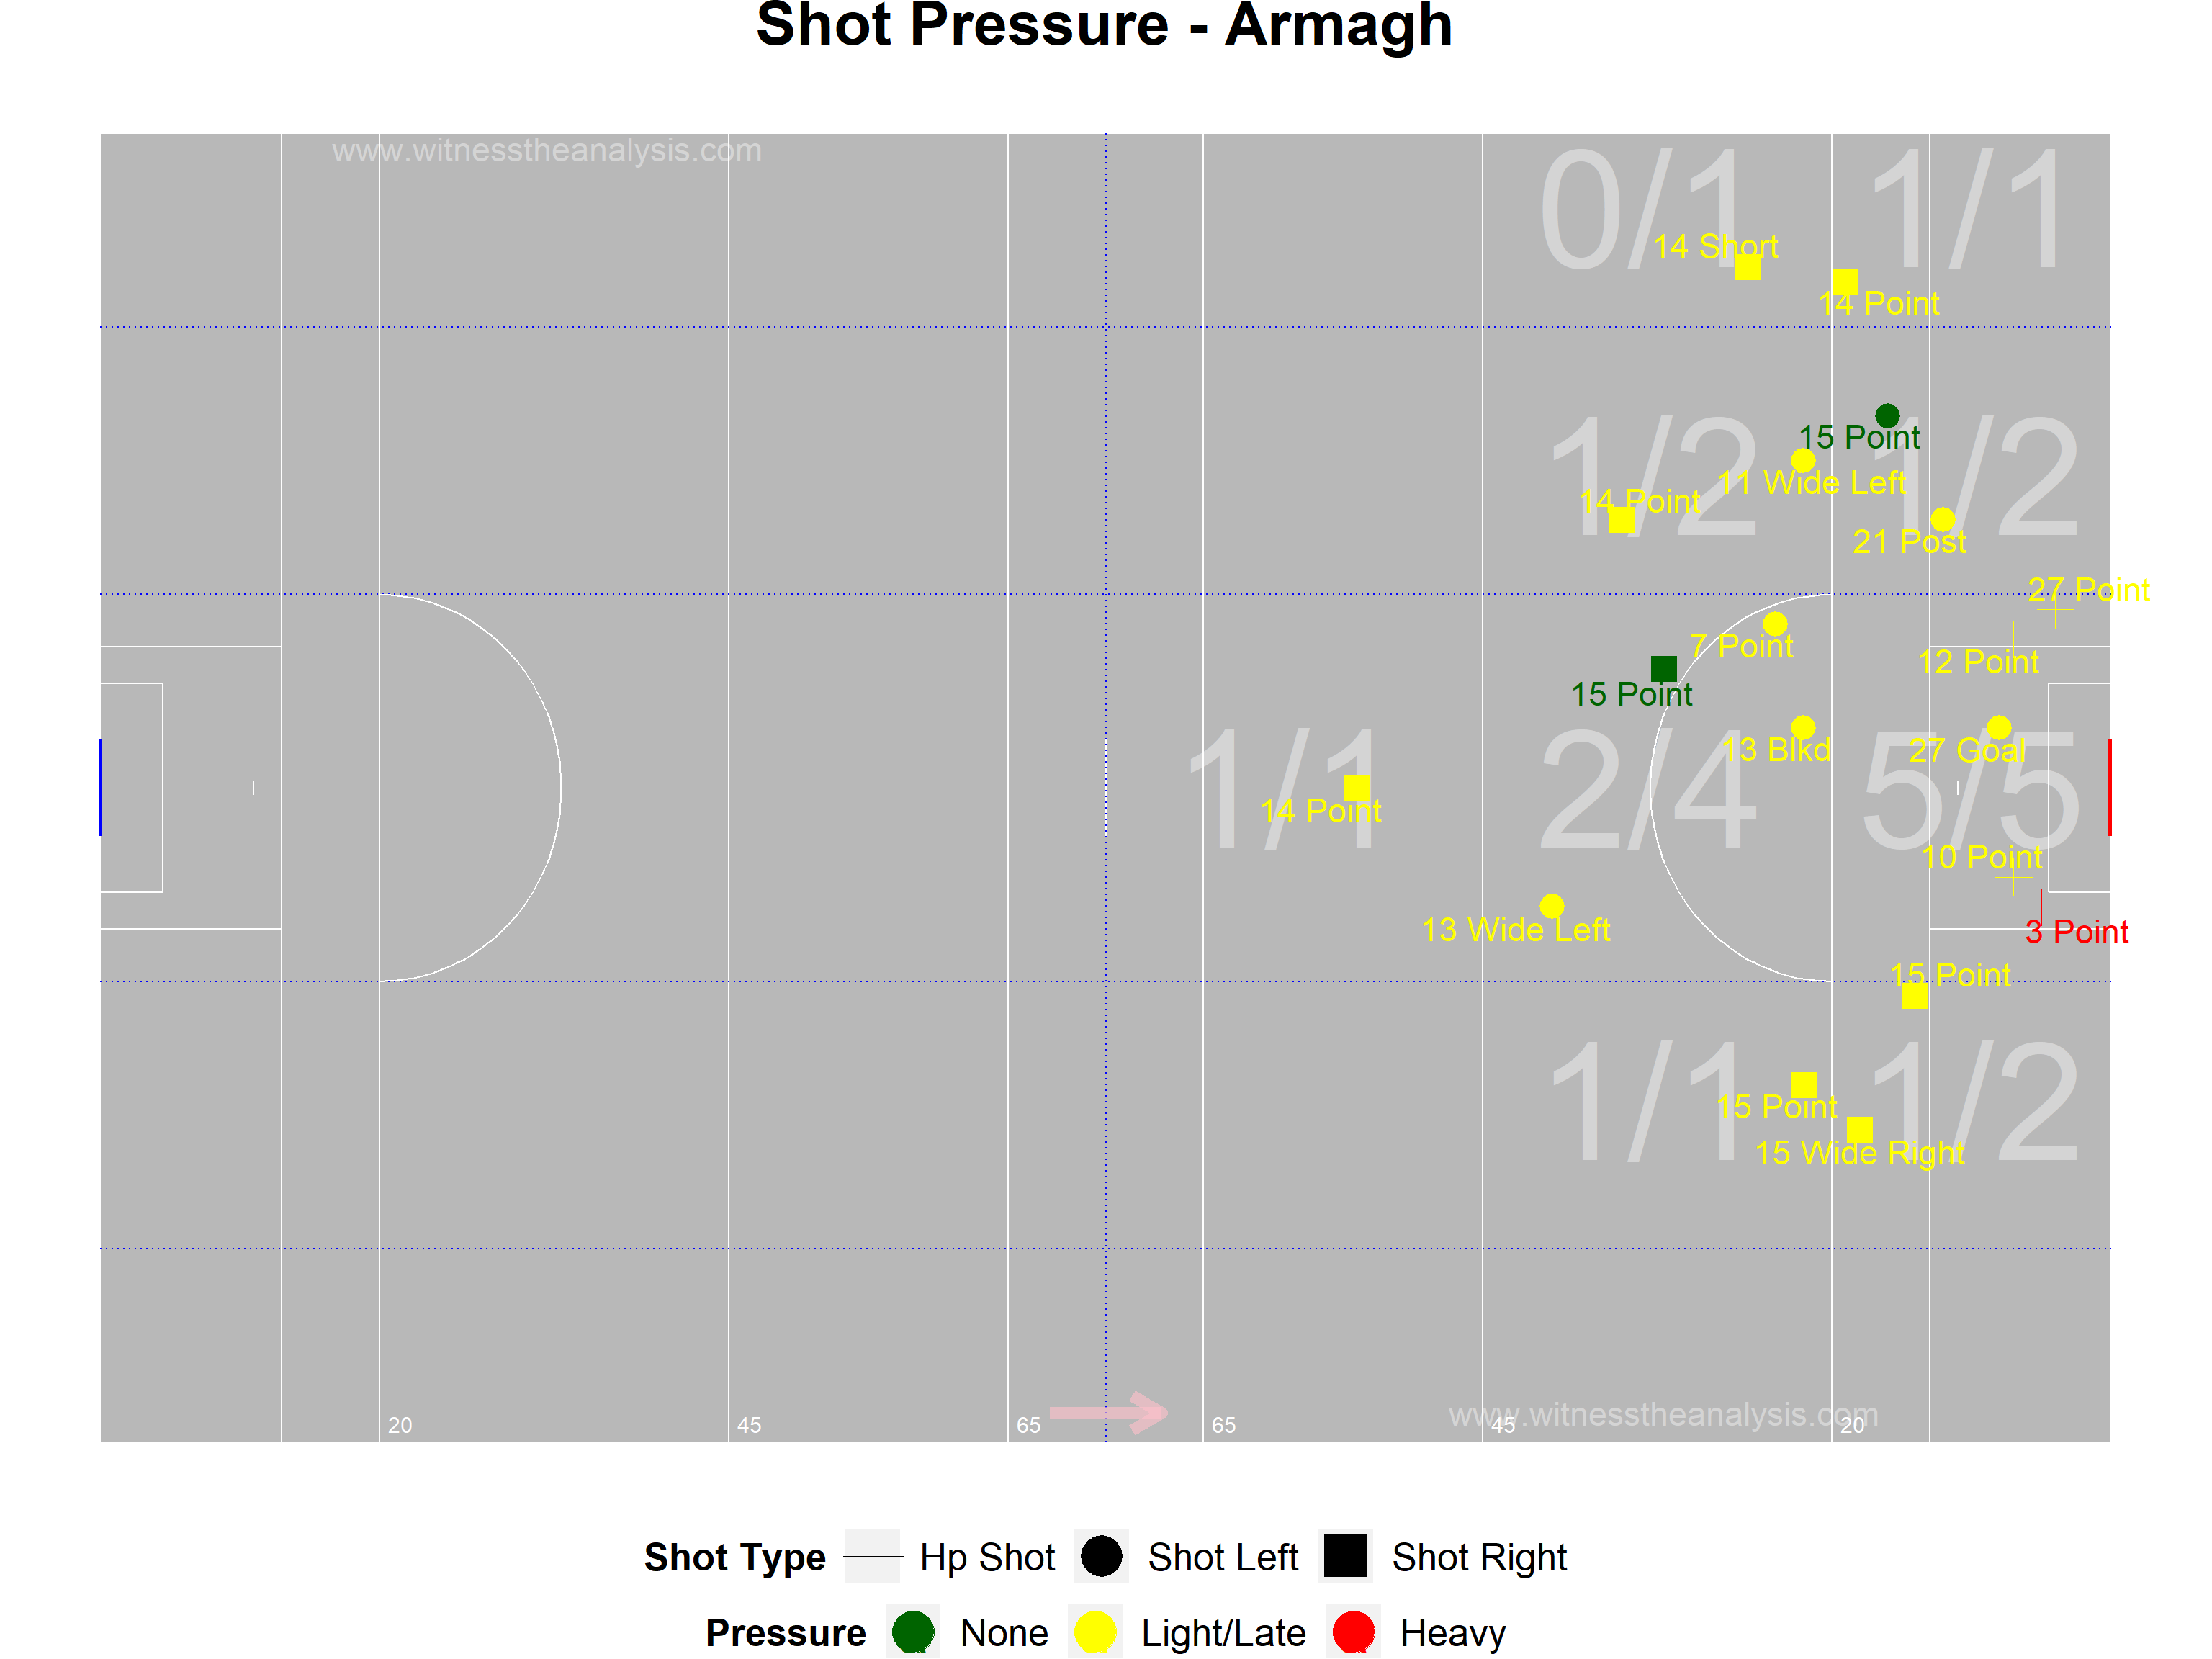 Shot Pressure - Armagh
www.witnesstheanalysis.com
0/1 1/1
14 Short
14 Point
1/2 1/2
15 Point
11 Wide Left
14 Point
21 Post
27 Point
7 Point
12 Point
15 Point
1/1 2/4 5/5
13 Blkd
27 Goal
14 Point
10 Point
13 Wide Left
3 Point
15 Point
1/1 1/2
15 Point
15 Wide Right
www.witnesstheanalysis.com
20 45 65 65 45 20
Shot Type Hp Shot Shot Left Shot Right
Pressure None Light/Late Heavy